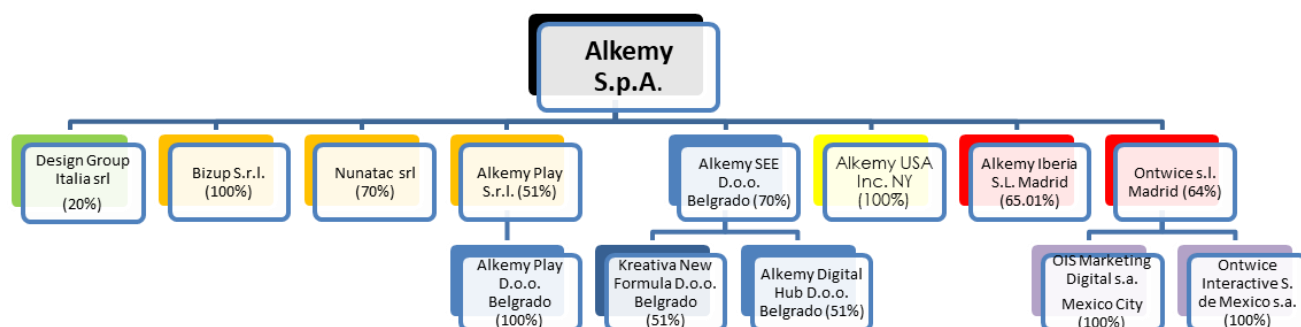 Alkemy
S.p.A.
Design Group
Italia srl
(20%)
Bizup S.r.l.
(100%)
Nunatac srl
(70%)
Alkemy Play
S.r.l. (51%)
Alkemy SEE
D.o.o.
Belgrado (70%)
Alkemy USA
Inc. NY
(100%)
Alkemy Iberia
S.L. Madrid
(65.01%)
Ontwice s.l.
Madrid (64%)
Alkemy Play
D.o.o.
Belgrado
(100%)
Kreativa New
Formula D.o.o.
Belgrado
(51%)
Alkemy Digital
Hub D.o.o.
Belgrado (51%)
OIS Marketing
Digital s.a.
Mexico City
(100%)
Ontwice
Interactive S.
de Mexico s.a.
(100%)